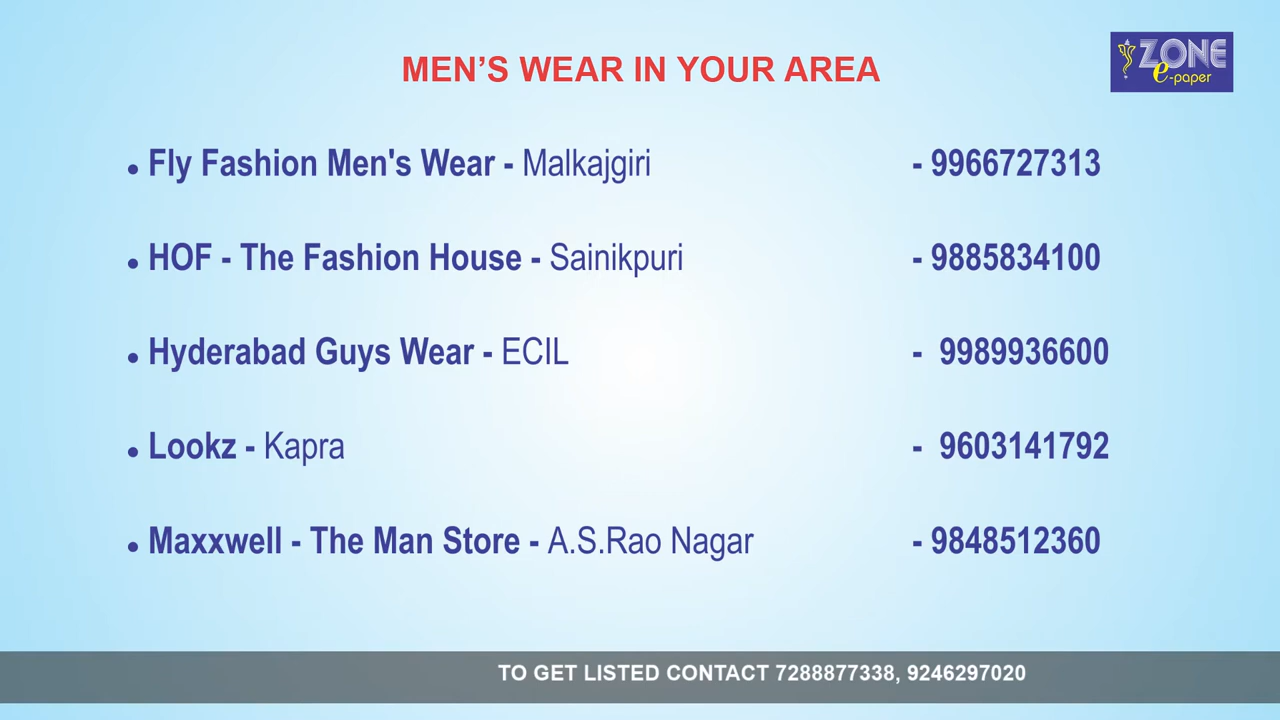 MEN’S WEAR IN YOUR AREA
ZONE
e-paper
• Fly Fashion Men's Wear - Malkajgiri - 9966727313
• HOF - The Fashion House - Sainikpuri - 9885834100
• Hyderabad Guys Wear - ECIL - 9989936600
• Lookz - Kapra - 9603141792
• Maxxwell - The Man Store - A.S.Rao Nagar - 9848512360
TO GET LISTED CONTACT 7288877338, 9246297020